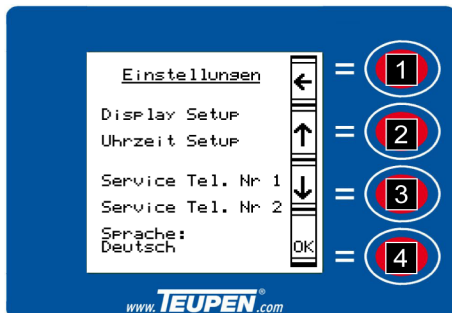 Einstellungen
Display Setup
Uhrzeit Setup
Service Tel. Nr 1
Service Tel. Nr 2
Sprache:
Deutsch
←
↑
↓
OK
= 1
= 2
= 3
= 4
www.TEUPEN®.com